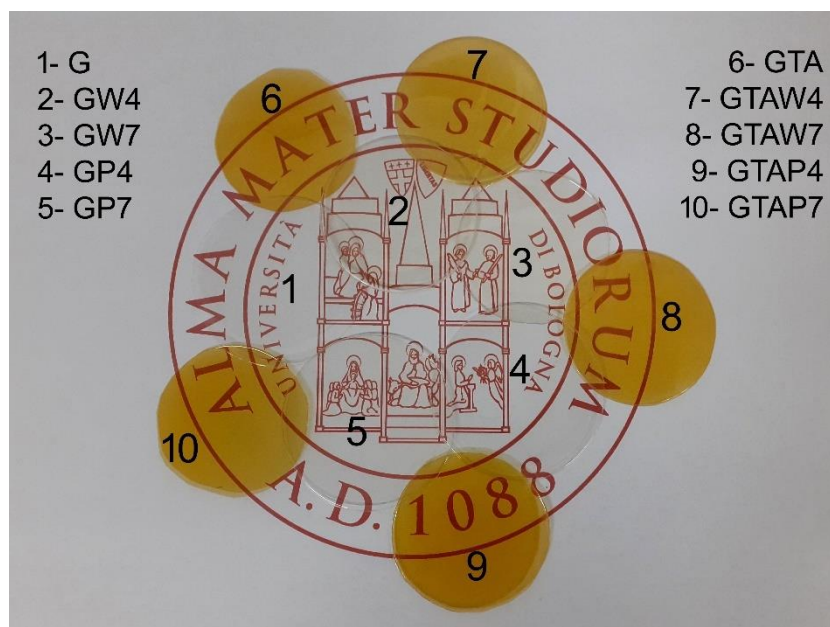 1- G
2- GW4
3- GW7
4- GP4
5- GP7
6- GTA
7- GTAW4
8- GTAW7
9- GTAP4
10- GTAP7
ALMA MATER STUDIORUM
A.D. 1088
UNIVERSITÀ
DI BOLOGNA
6
7
2
1
3
8
4
5
10
9